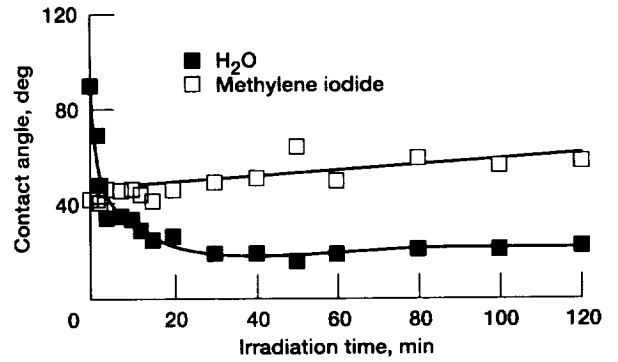 120
80
40
0
Contact angle, deg
H2O
Methylene iodide
20
40
60
80
100
120
Irradiation time, min